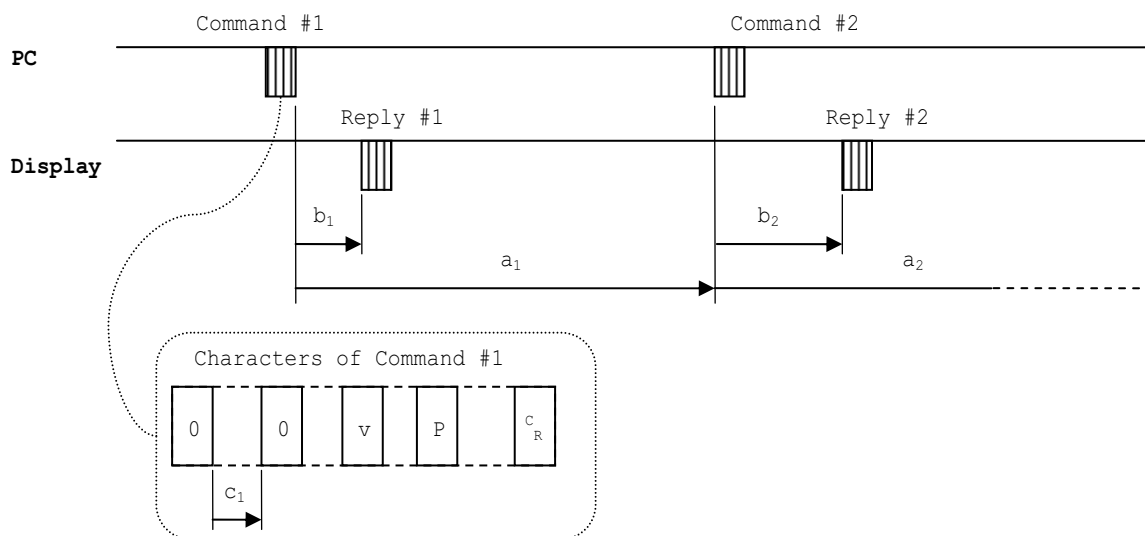 Command #1 Command #2
PC
Reply #1 Reply #2
Display
b1 b2
a1 a2
Characters of Command #1
0 0 v P CR
c1